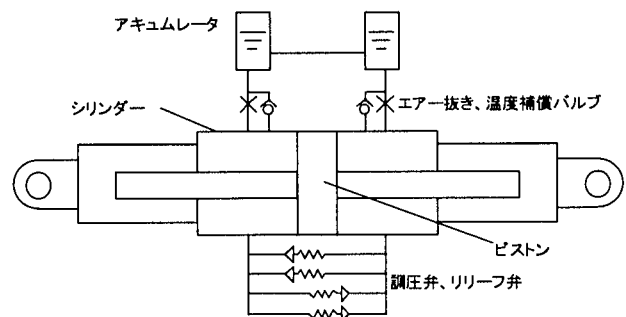 アキュムレータ
シリンダー
エアー抜き、温度補償バルブ
ピストン
調圧弁、リリーフ弁